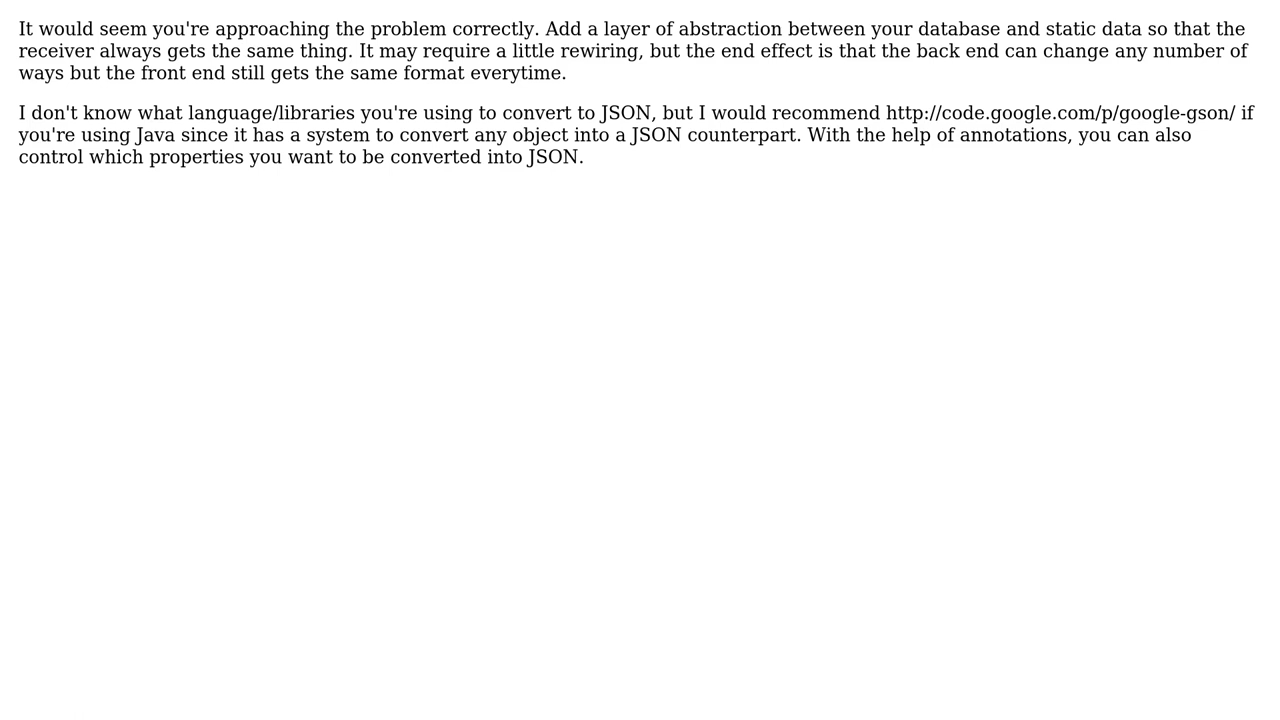 It would seem you're approaching the problem correctly. Add a layer of abstraction between your database and static data so that the
receiver always gets the same thing. It may require a little rewiring, but the end effect is that the back end can change any number of
ways but the front end still gets the same format everytime.
I don't know what language/libraries you're using to convert to JSON, but I would recommend http://code.google.com/p/google-gson/ if
you're using Java since it has a system to convert any object into a JSON counterpart. With the help of annotations, you can also
control which properties you want to be converted into JSON.